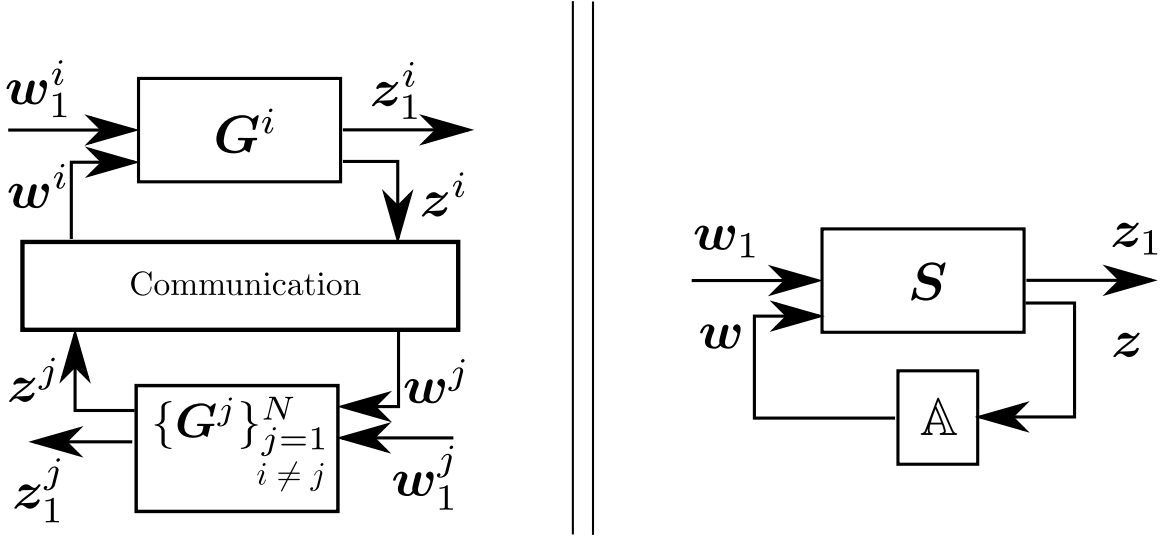 w_1^i
z_1^i
G^i
w^i
z^i
Communication
z^j
w^j
{G^j}_{j=1}^N
i ≠ j
z_1^j
w_1^j
w_1
z_1
S
w
z
𝔸